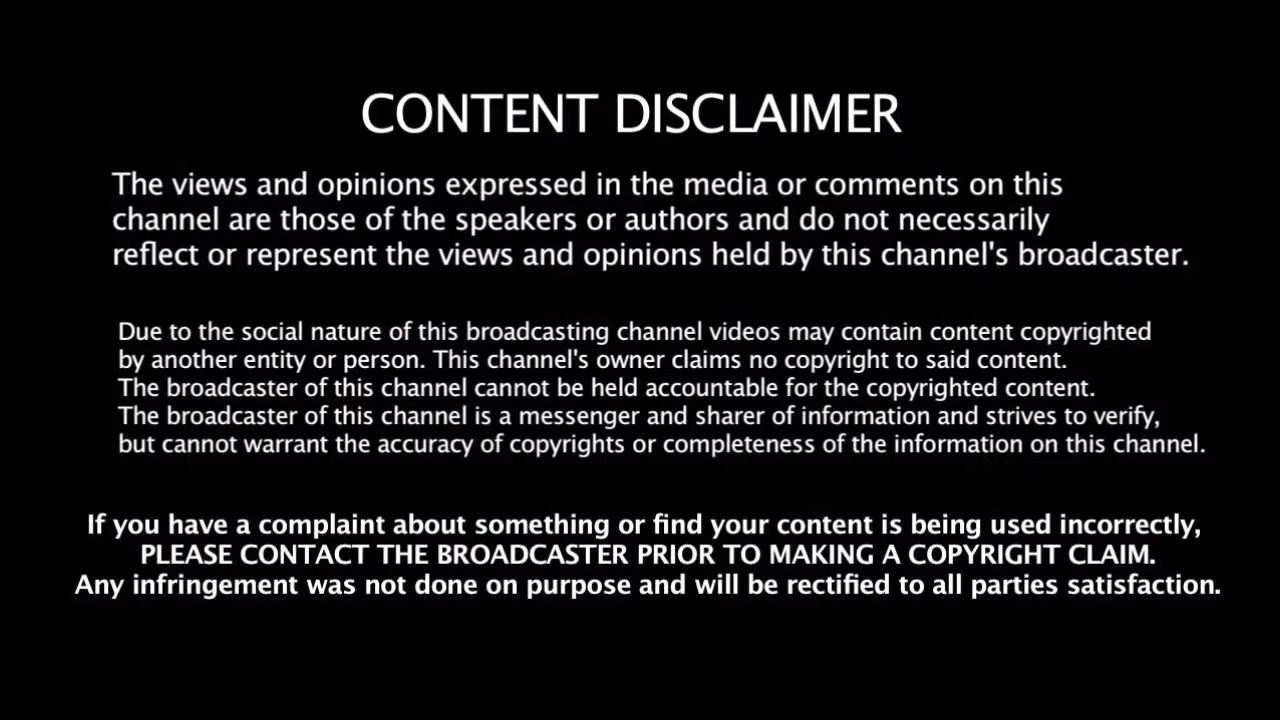 CONTENT DISCLAIMER
The views and opinions expressed in the media or comments on this
channel are those of the speakers or authors and do not necessarily
reflect or represent the views and opinions held by this channel's broadcaster.
Due to the social nature of this broadcasting channel videos may contain content copyrighted
by another entity or person. This channel's owner claims no copyright to said content.
The broadcaster of this channel cannot be held accountable for the copyrighted content.
The broadcaster of this channel is a messenger and sharer of information and strives to verify,
but cannot warrant the accuracy of copyrights or completeness of the information on this channel.
If you have a complaint about something or find your content is being used incorrectly,
PLEASE CONTACT THE BROADCASTER PRIOR TO MAKING A COPYRIGHT CLAIM.
Any infringement was not done on purpose and will be rectified to all parties satisfaction.